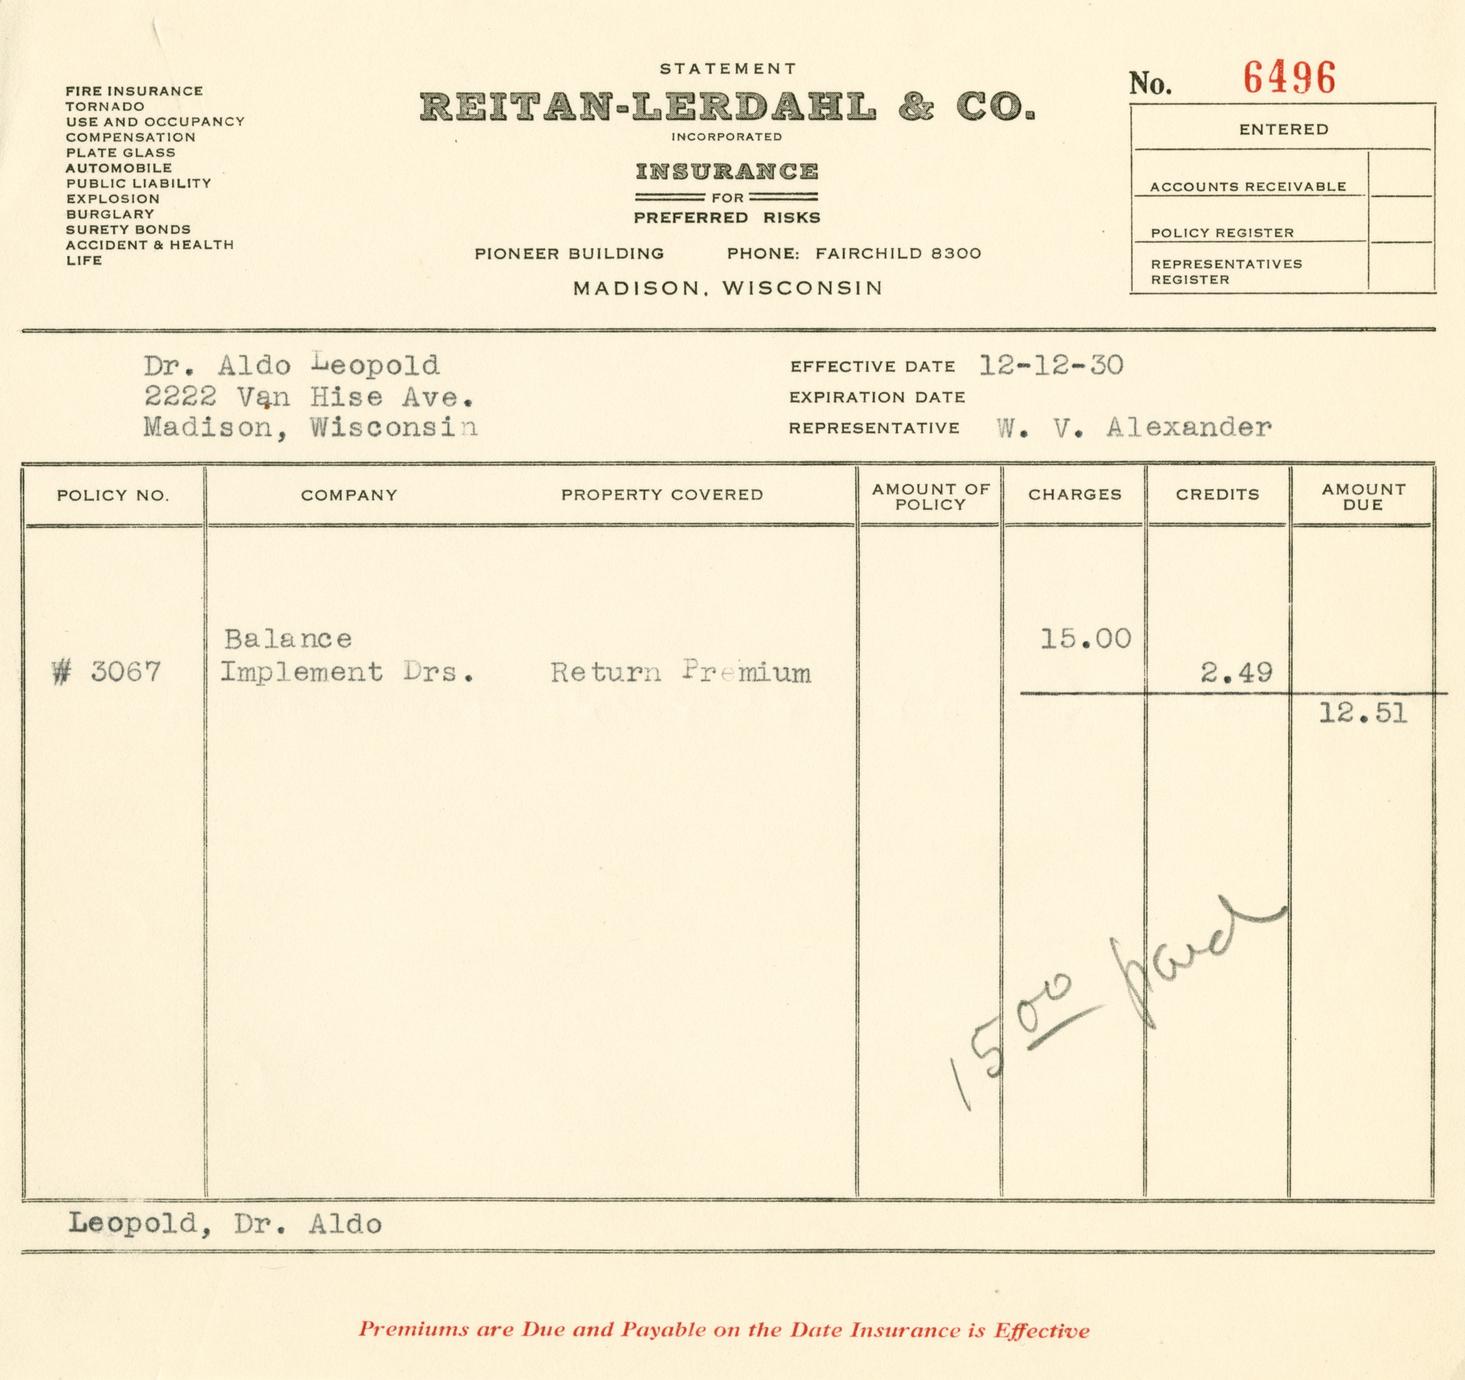 STATEMENT
REITAN-LERDAHL & CO.
INCORPORATED
INSURANCE
FOR
PREFERRED RISKS
PIONEER BUILDING PHONE: FAIRCHILD 8300
MADISON, WISCONSIN
FIRE INSURANCE
TORNADO
USE AND OCCUPANCY
COMPENSATION
PLATE GLASS
AUTOMOBILE
PUBLIC LIABILITY
EXPLOSION
BURGLARY
SURETY BONDS
ACCIDENT & HEALTH
LIFE
No. 6496
ENTERED
ACCOUNTS RECEIVABLE
POLICY REGISTER
REPRESENTATIVES
REGISTER
Dr. Aldo Leopold
2222 Van Hise Ave.
Madison, Wisconsin
EFFECTIVE DATE 12-12-30
EXPIRATION DATE
REPRESENTATIVE W. V. Alexander
POLICY NO. COMPANY PROPERTY COVERED AMOUNT OF POLICY CHARGES CREDITS AMOUNT DUE
Balance 15.00
# 3067 Implement Drs. Return Premium 2.49
12.51
15 00 paid
Leopold, Dr. Aldo
Premiums are Due and Payable on the Date Insurance is Effective